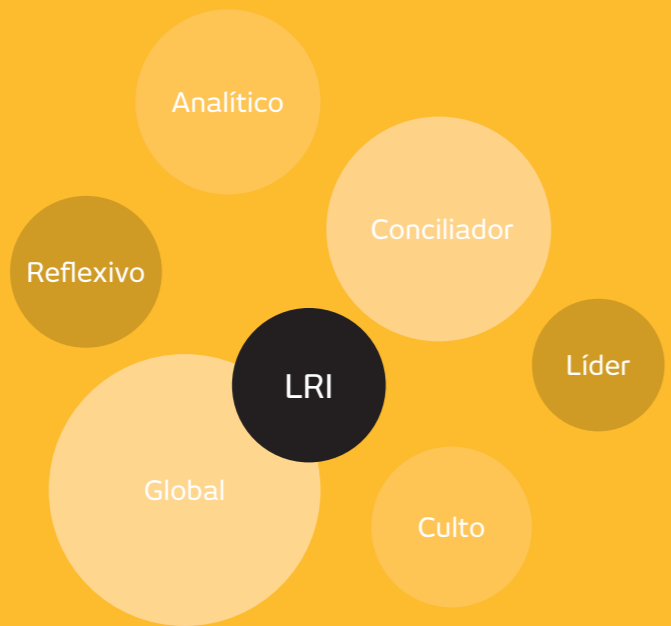 Analítico
Conciliador
Reflexivo
Líder
LRI
Global
Culto